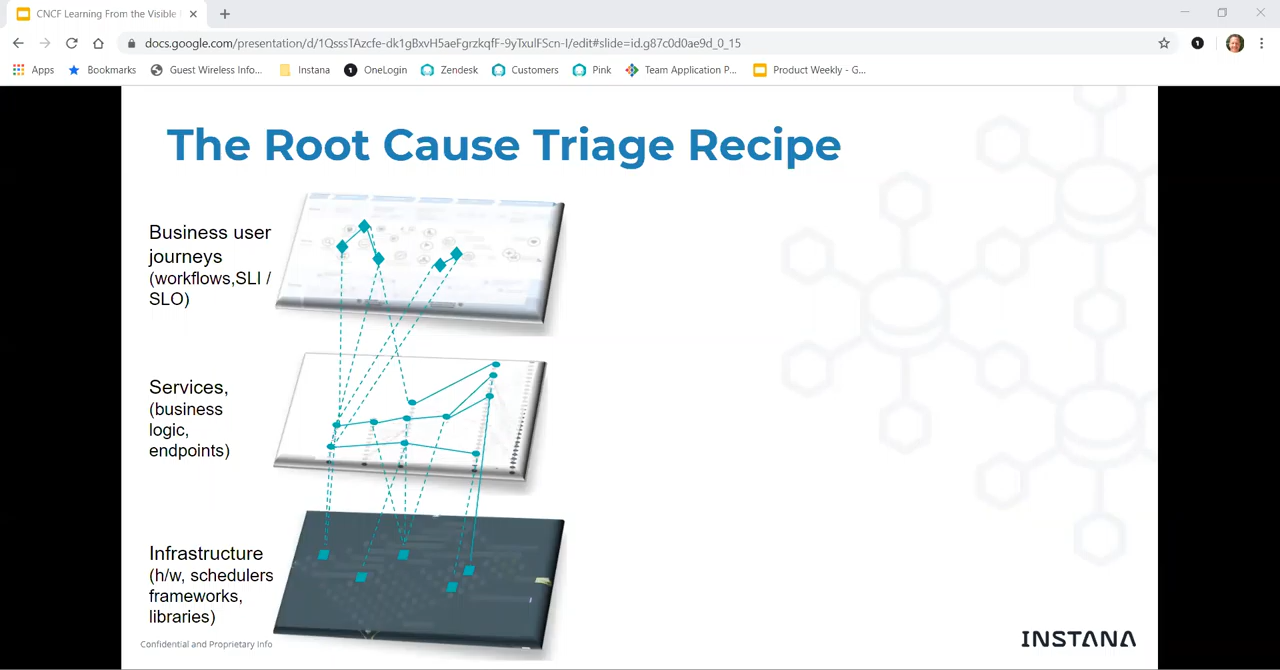 CNCF Learning From the Visible
docs.google.com/presentation/d/1QsssTAzcfe-dk1gBxvH5aeFgrzkqfF-9yTxulFScn-I/edit#slide=id.g87c0d0ae9d_0_15
Apps Bookmarks Guest Wireless Info... Instana OneLogin Zendesk Customers Pink Team Application P... Product Weekly - G...
The Root Cause Triage Recipe
Business user
journeys
(workflows,SLI /
SLO)
Services,
(business
logic,
endpoints)
Infrastructure
(h/w, schedulers
frameworks,
libraries)
Confidential and Proprietary Info
INSTANA